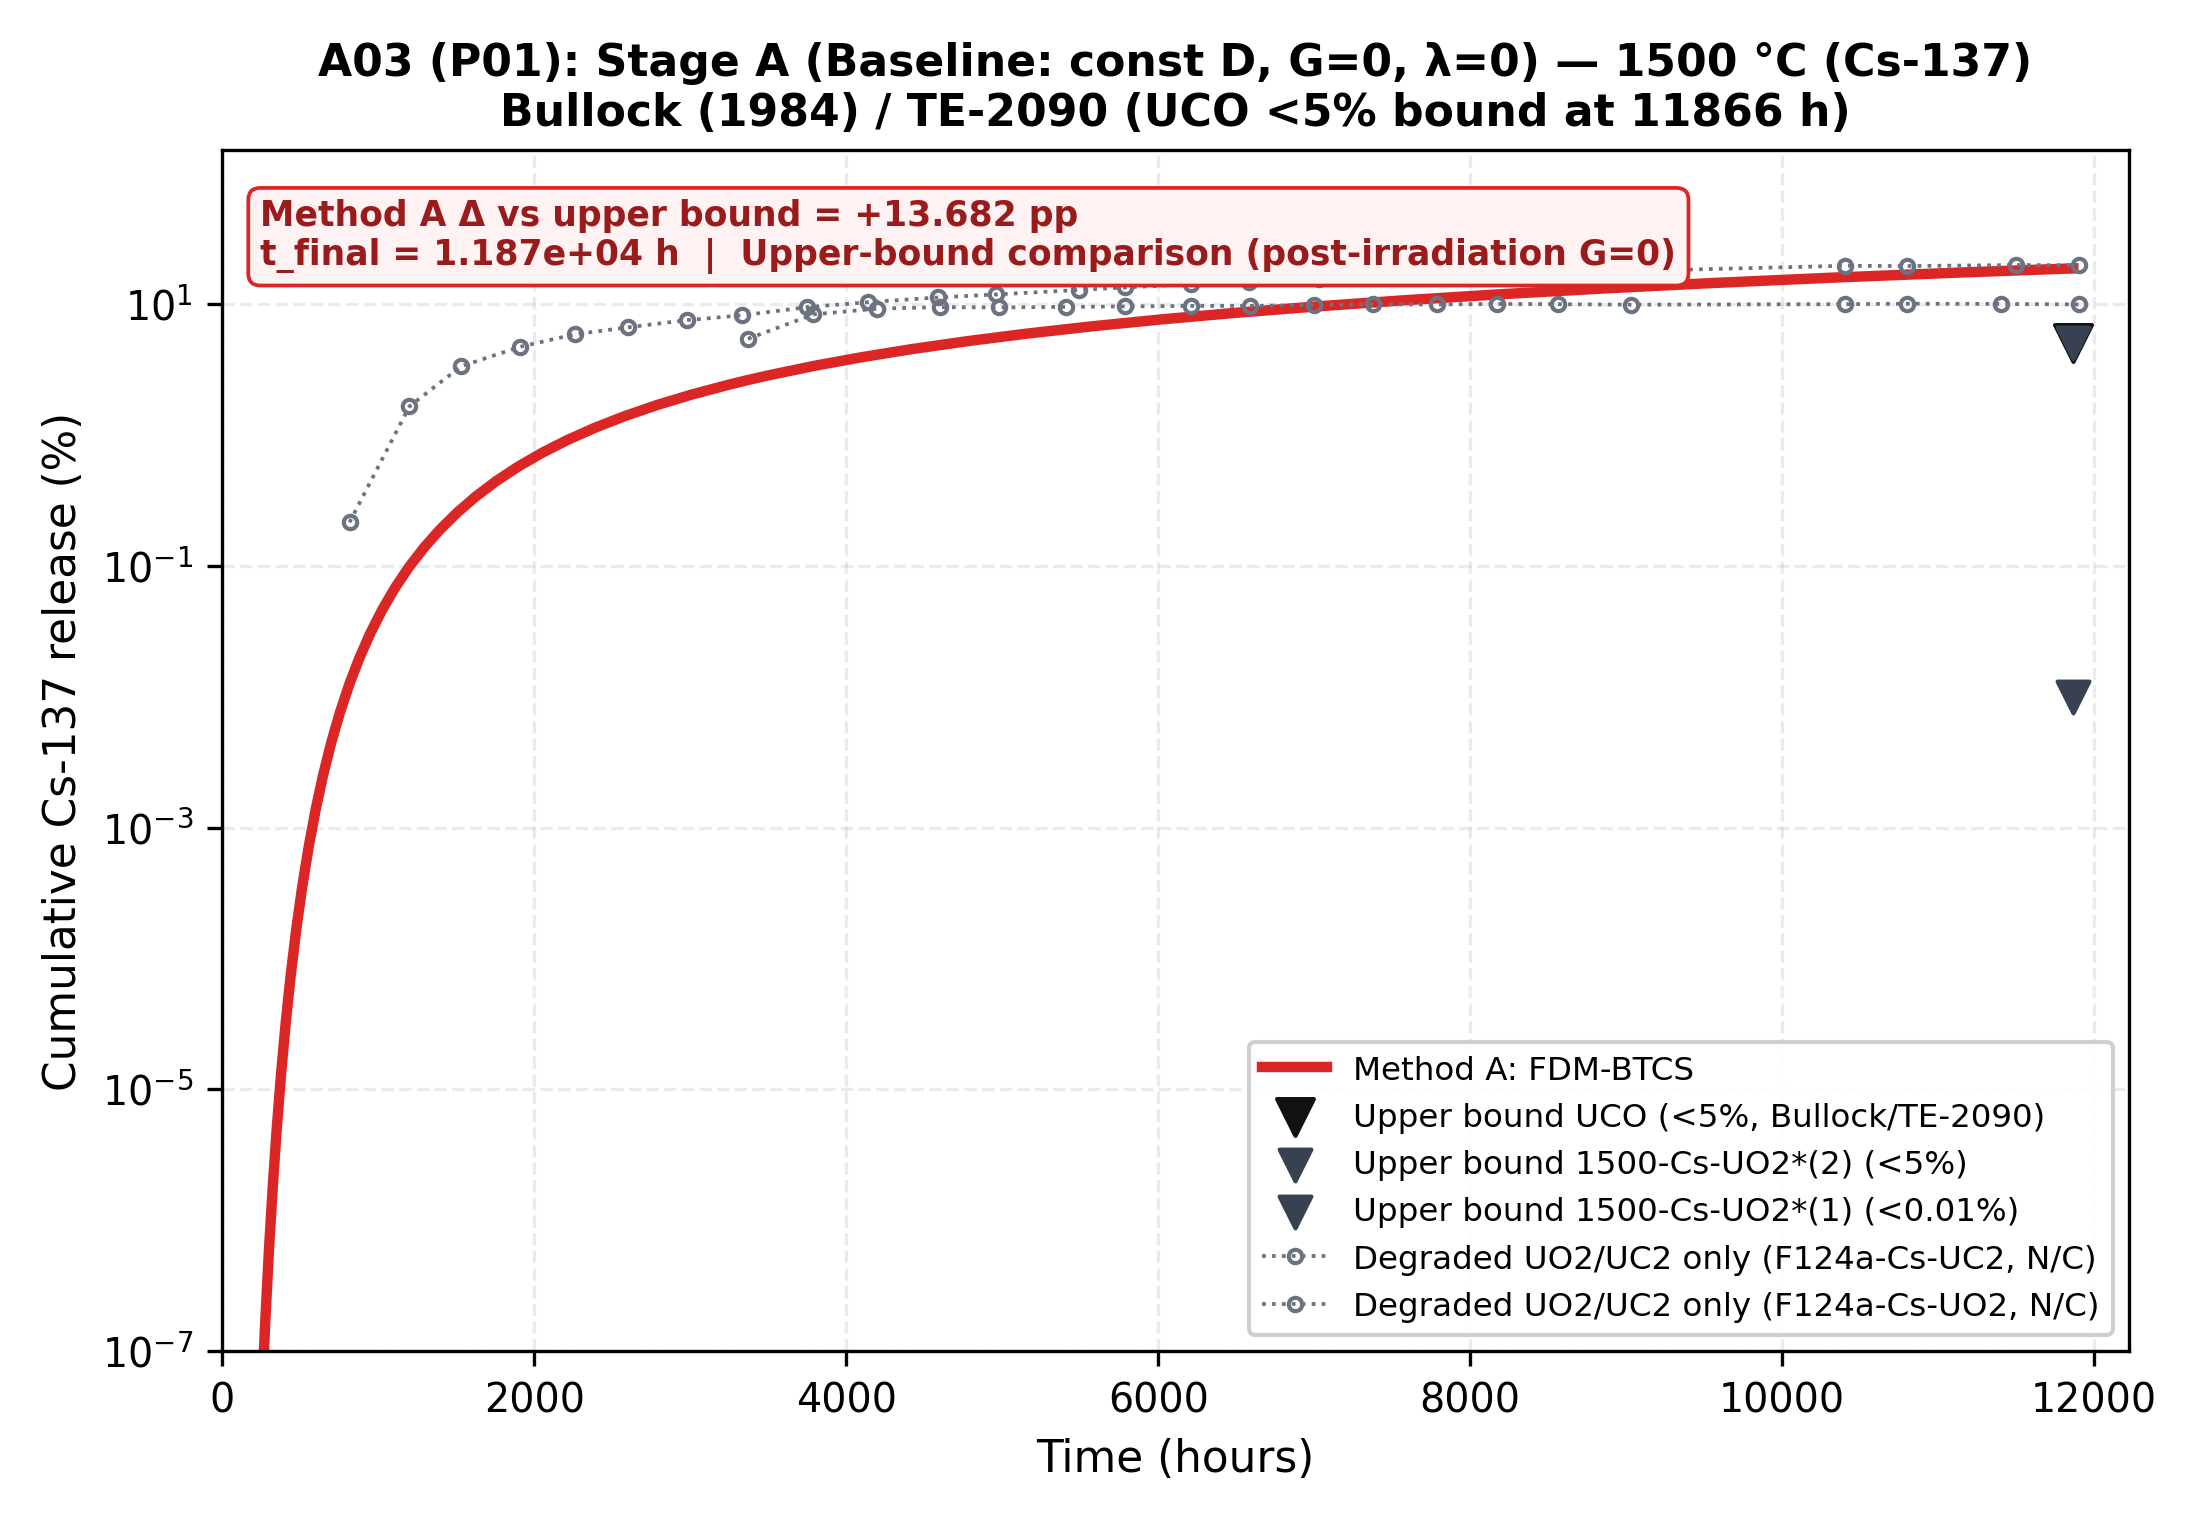 A03 (P01): Stage A (Baseline: const D, G=0, λ=0) — 1500 °C (Cs-137)
Bullock (1984) / TE-2090 (UCO <5% bound at 11866 h)
Method A Δ vs upper bound = +13.682 pp
t_final = 1.187e+04 h | Upper-bound comparison (post-irradiation G=0)
Cumulative Cs-137 release (%)
10¹
10⁻¹
10⁻³
10⁻⁵
10⁻⁷
Method A: FDM-BTCS
Upper bound UCO (<5%, Bullock/TE-2090)
Upper bound 1500-Cs-UO2*(2) (<5%)
Upper bound 1500-Cs-UO2*(1) (<0.01%)
Degraded UO2/UC2 only (F124a-Cs-UC2, N/C)
Degraded UO2/UC2 only (F124a-Cs-UO2, N/C)
0 2000 4000 6000 8000 10000 12000
Time (hours)